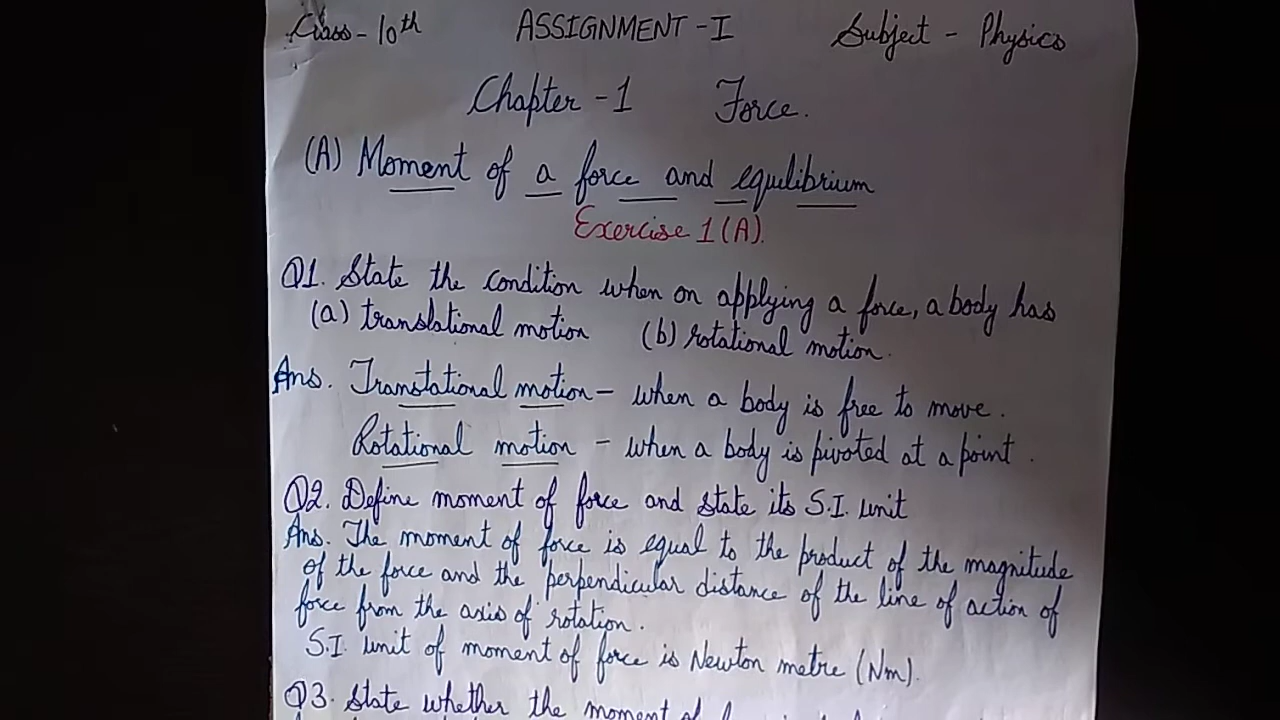 Class - 10th ASSIGNMENT - I Subject - Physics
Chapter - 1 Force.
(A) Moment of a force and equilibrium
Exercise 1(A).
Q1. State the condition when on applying a force, a body has
(a) translational motion (b) rotational motion.
Ans. Translational motion - when a body is free to move.
Rotational motion - when a body is pivoted at a point.
Q2. Define moment of force and state its S.I. unit
Ans. The moment of force is equal to the product of the magnitude
of the force and the perpendicular distance of the line of action of
force from the axis of rotation.
S.I. unit of moment of force is Newton metre (Nm).
Q3. State whether the moment of